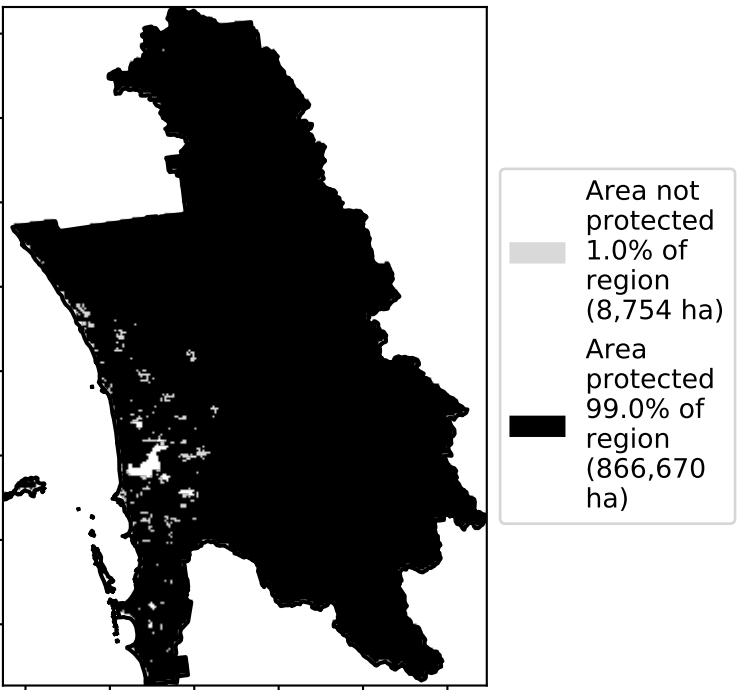 Area not
protected
1.0% of
region
(8,754 ha)
Area
protected
99.0% of
region
(866,670
ha)